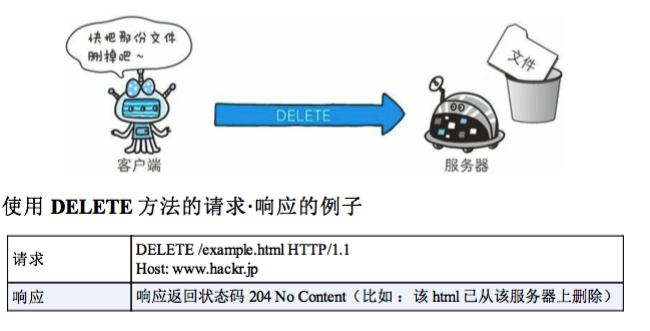 快把那份文件
删掉吧~
文件
DELETE
客户端
服务器
使用 DELETE 方法的请求·响应的例子
请求
DELETE /example.html HTTP/1.1
Host: www.hackr.jp
响应
响应返回状态码 204 No Content（比如：该 html 已从该服务器上删除）